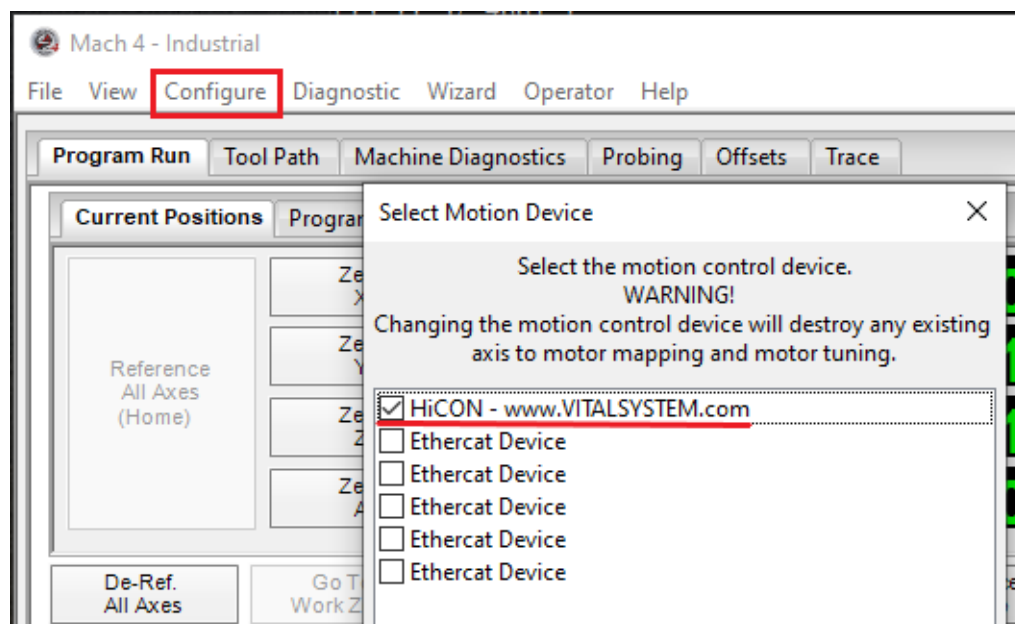 Mach 4 - Industrial
File View Configure Diagnostic Wizard Operator Help
Program Run Tool Path Machine Diagnostics Probing Offsets Trace
Current Positions
Select Motion Device
Select the motion control device.
WARNING!
Changing the motion control device will destroy any existing
axis to motor mapping and motor tuning.
Reference
All Axes
(Home)
HiCON - www.VITALSYSTEM.com
Ethercat Device
Ethercat Device
Ethercat Device
Ethercat Device
Ethercat Device
De-Ref.
All Axes
Go
Work